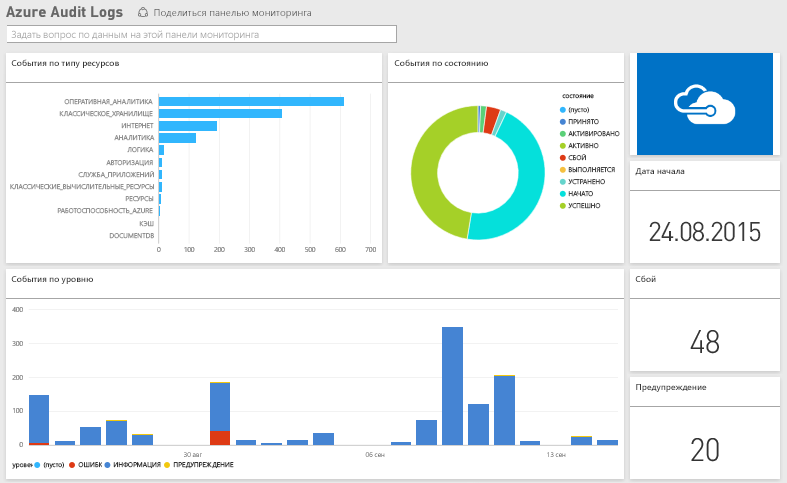 Azure Audit Logs Поделиться панелью мониторинга
Задать вопрос по данным на этой панели мониторинга
События по типу ресурсов
ОПЕРАТИВНАЯ_АНАЛИТИКА
КЛАССИЧЕСКОЕ_ХРАНИЛИЩЕ
ИНТЕРНЕТ
АНАЛИТИКА
ЛОГИКА
АВТОРИЗАЦИЯ
СЛУЖБА_ПРИЛОЖЕНИЙ
КЛАССИЧЕСКИЕ_ВЫЧИСЛИТЕЛЬНЫЕ_РЕСУРСЫ
РЕСУРСЫ
РАБОТОСПОСОБНОСТЬ_AZURE
КЭШ
DOCUMENTDB
0 100 200 300 400 500 600 700
События по состоянию
состояние
(пусто)
ПРИНЯТО
АКТИВИРОВАНО
АКТИВНО
СБОЙ
ВЫПОЛНЯЕТСЯ
УСТРАНЕНО
НАЧАТО
УСПЕШНО
Дата начала
24.08.2015
События по уровню
400
300
200
100
0
30 авг 06 сен 13 сен
уровен (пусто) ОШИБК ИНФОРМАЦИЯ ПРЕДУПРЕЖДЕНИЕ
Сбой
48
Предупреждение
20